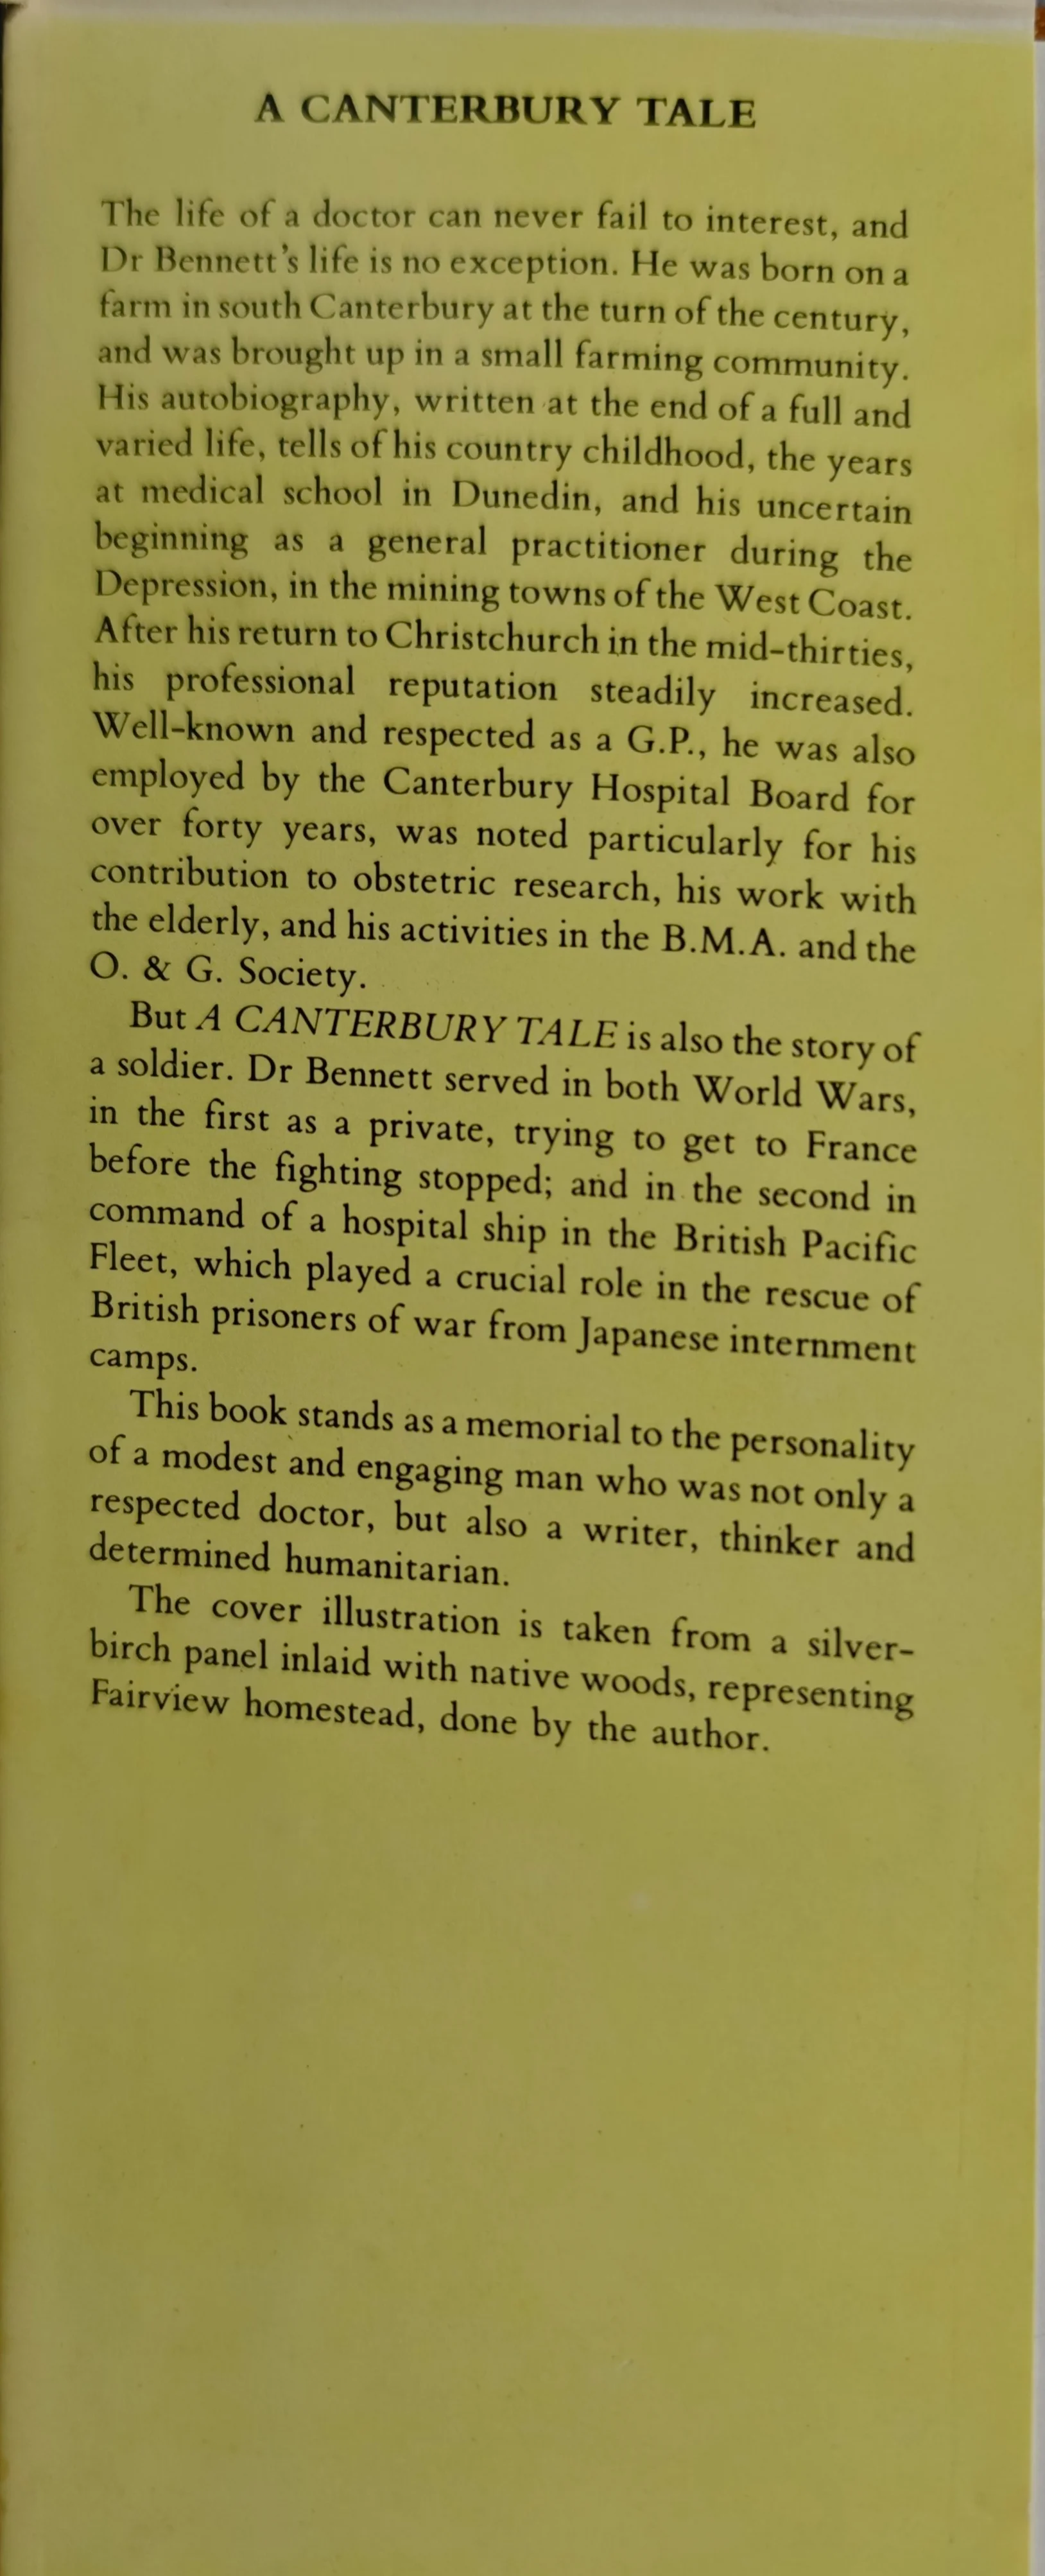 A CANTERBURY TALE
The life of a doctor can never fail to interest, and
Dr Bennett's life is no exception. He was born on a
farm in south Canterbury at the turn of the century,
and was brought up in a small farming community.
His autobiography, written at the end of a full and
varied life, tells of his country childhood, the years
at medical school in Dunedin, and his uncertain
beginning as a general practitioner during the
Depression, in the mining towns of the West Coast.
After his return to Christchurch in the mid-thirties,
his professional reputation steadily increased.
Well-known and respected as a G.P., he was also
employed by the Canterbury Hospital Board for
over forty years, was noted particularly for his
contribution to obstetric research, his work with
the elderly, and his activities in the B.M.A. and the
O. & G. Society.
But A CANTERBURY TALE is also the story of
a soldier. Dr Bennett served in both World Wars,
in the first as a private, trying to get to France
before the fighting stopped; and in the second in
command of a hospital ship in the British Pacific
Fleet, which played a crucial role in the rescue of
British prisoners of war from Japanese internment
camps.
This book stands as a memorial to the personality
of a modest and engaging man who was not only a
respected doctor, but also a writer, thinker and
determined humanitarian.
The cover illustration is taken from a silver-
birch panel inlaid with native woods, representing
Fairview homestead, done by the author.